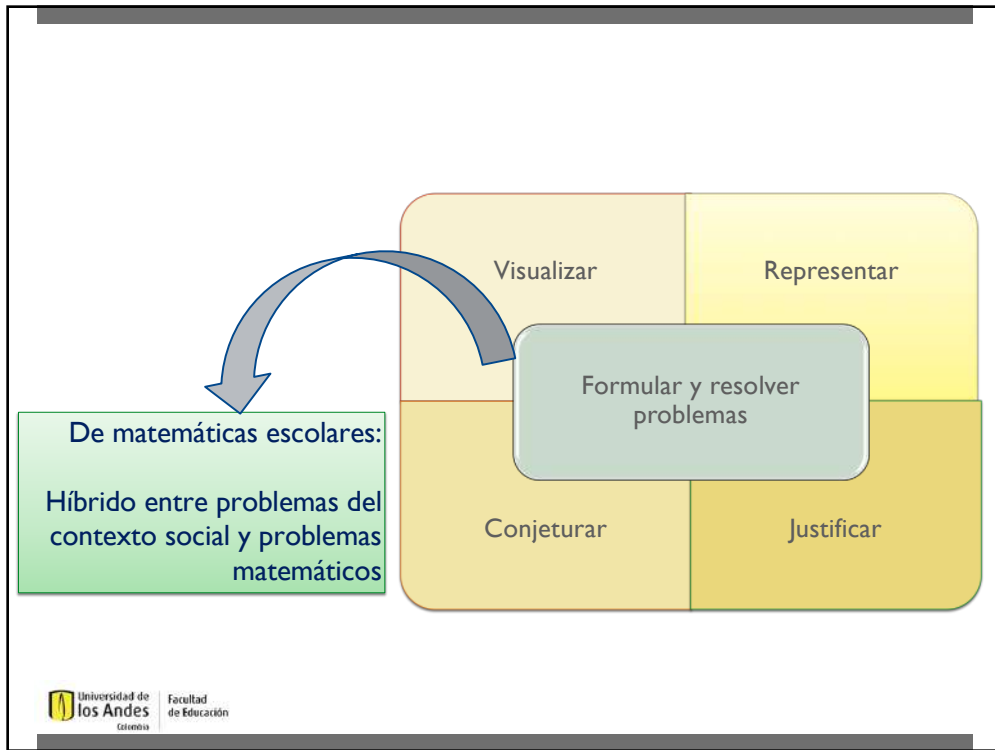 Visualizar
Representar
Formular y resolver
problemas
De matemáticas escolares:
Híbrido entre problemas del
contexto social y problemas
matemáticos
Conjeturar
Justificar
Universidad de
los Andes
Colombia
Facultad
de Educación